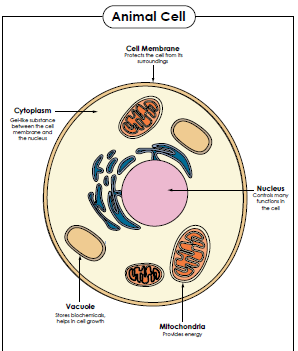 Animal Cell
Cell Membrane
Protects the cell from its
surroundings
Cytoplasm
Gel-like substance
between the cell
membrane and
the nucleus
Nucleus
Controls many
functions in
the cell
Vacuole
Stores biochemicals,
helps in cell growth
Mitochondria
Provides energy